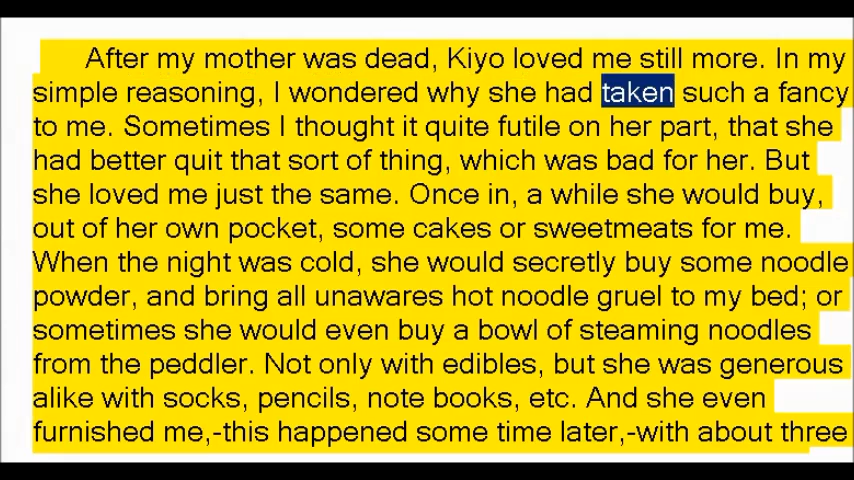 After my mother was dead, Kiyo loved me still more. In my
simple reasoning, I wondered why she had taken such a fancy
to me. Sometimes I thought it quite futile on her part, that she
had better quit that sort of thing, which was bad for her. But
she loved me just the same. Once in, a while she would buy,
out of her own pocket, some cakes or sweetmeats for me.
When the night was cold, she would secretly buy some noodle
powder, and bring all unawares hot noodle gruel to my bed; or
sometimes she would even buy a bowl of steaming noodles
from the peddler. Not only with edibles, but she was generous
alike with socks, pencils, note books, etc. And she even
furnished me,-this happened some time later,-with about three